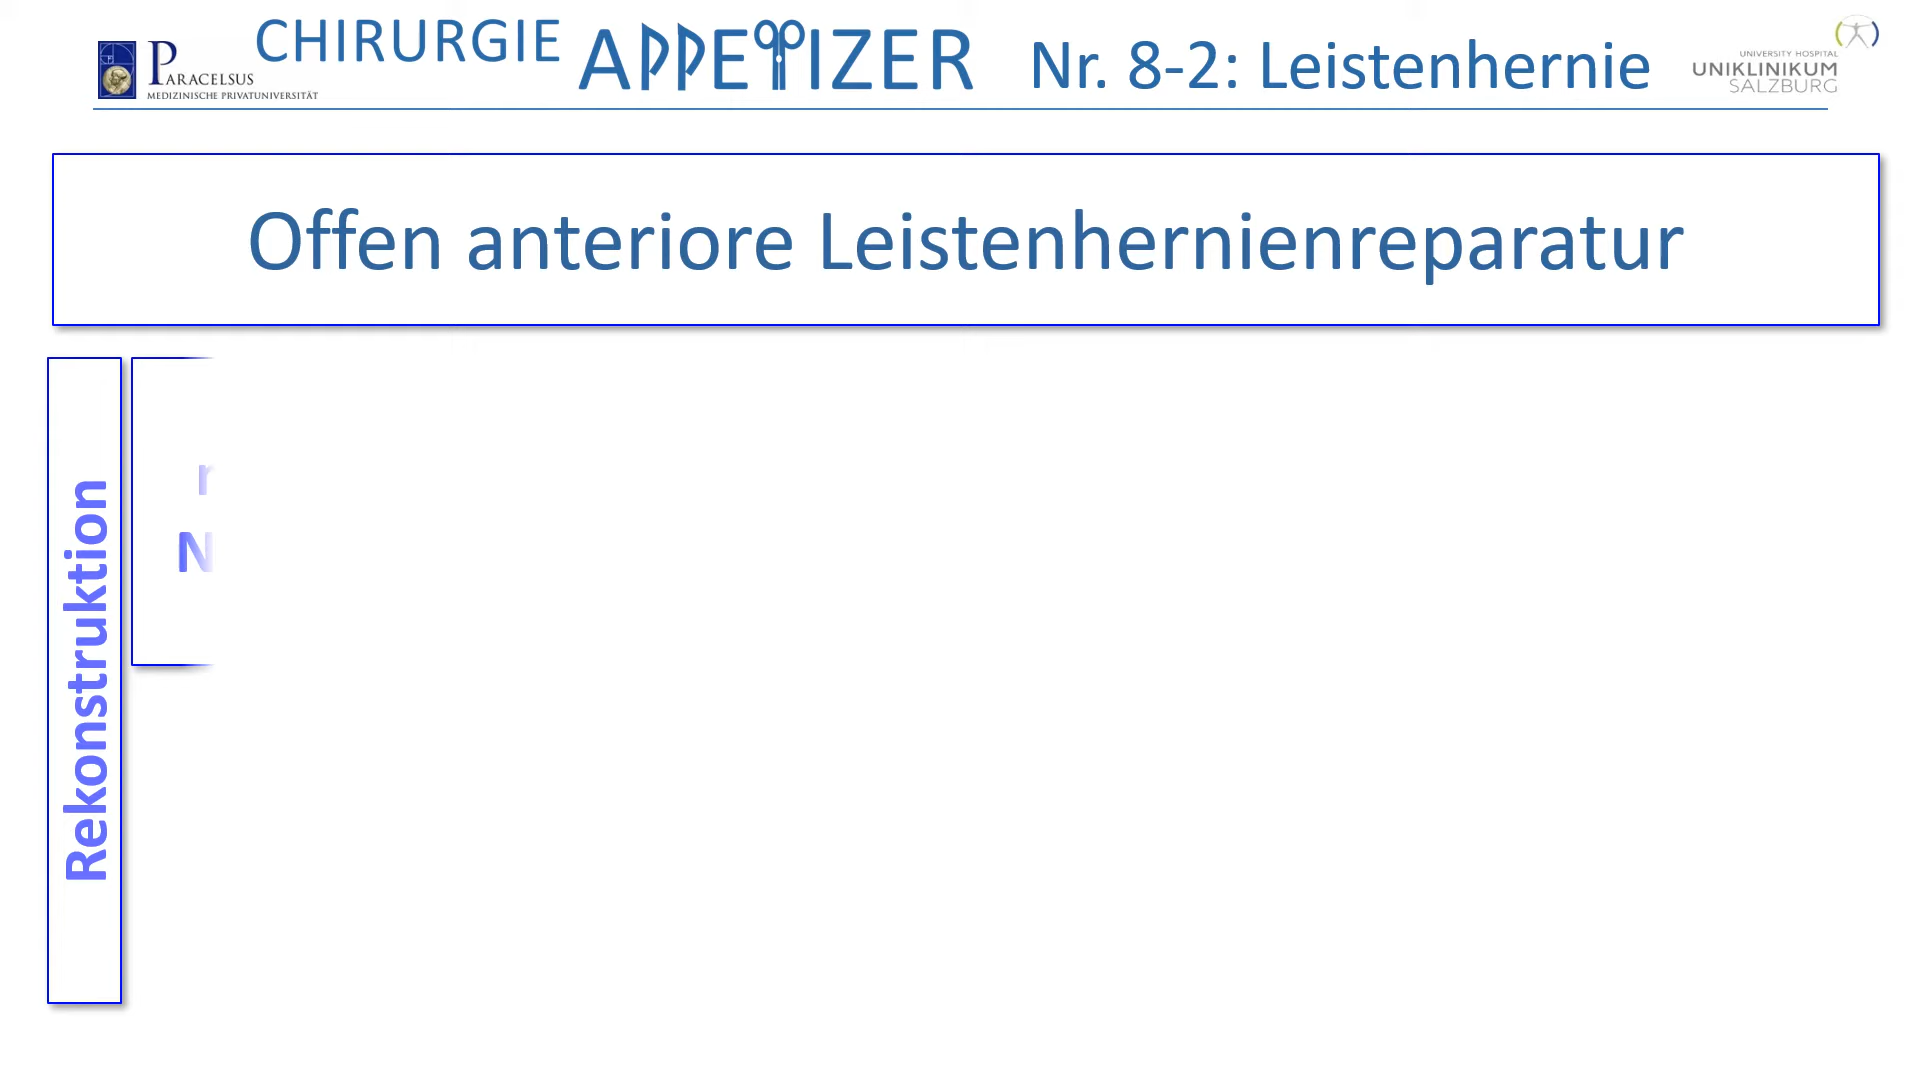 PARACELSUS
MEDIZINISCHE PRIVATUNIVERSITÄT
CHIRURGIE APPETIZER Nr. 8-2: Leistenhernie
UNIVERSITY HOSPITAL
UNIKLINIKUM
SALZBURG
Offen anteriore Leistenhernienreparatur
Rekonstruktion
N